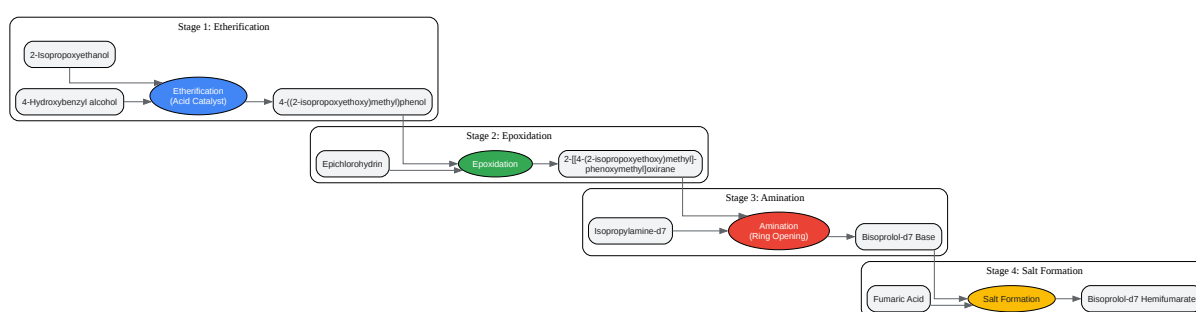 Stage 1: Etherification
2-Isopropoxyethanol
4-Hydroxybenzyl alcohol
Etherification
(Acid Catalyst)
4-((2-isopropoxyethoxy)methyl)phenol
Stage 2: Epoxidation
Epichlorohydrin
Epoxidation
2-[[4-(2-isopropoxyethoxy)methyl]-
phenoxymethyl]oxirane
Stage 3: Amination
Isopropylamine-d7
Amination
(Ring Opening)
Bisoprolol-d7 Base
Stage 4: Salt Formation
Fumaric Acid
Salt Formation
Bisoprolol-d7 Hemifumarate